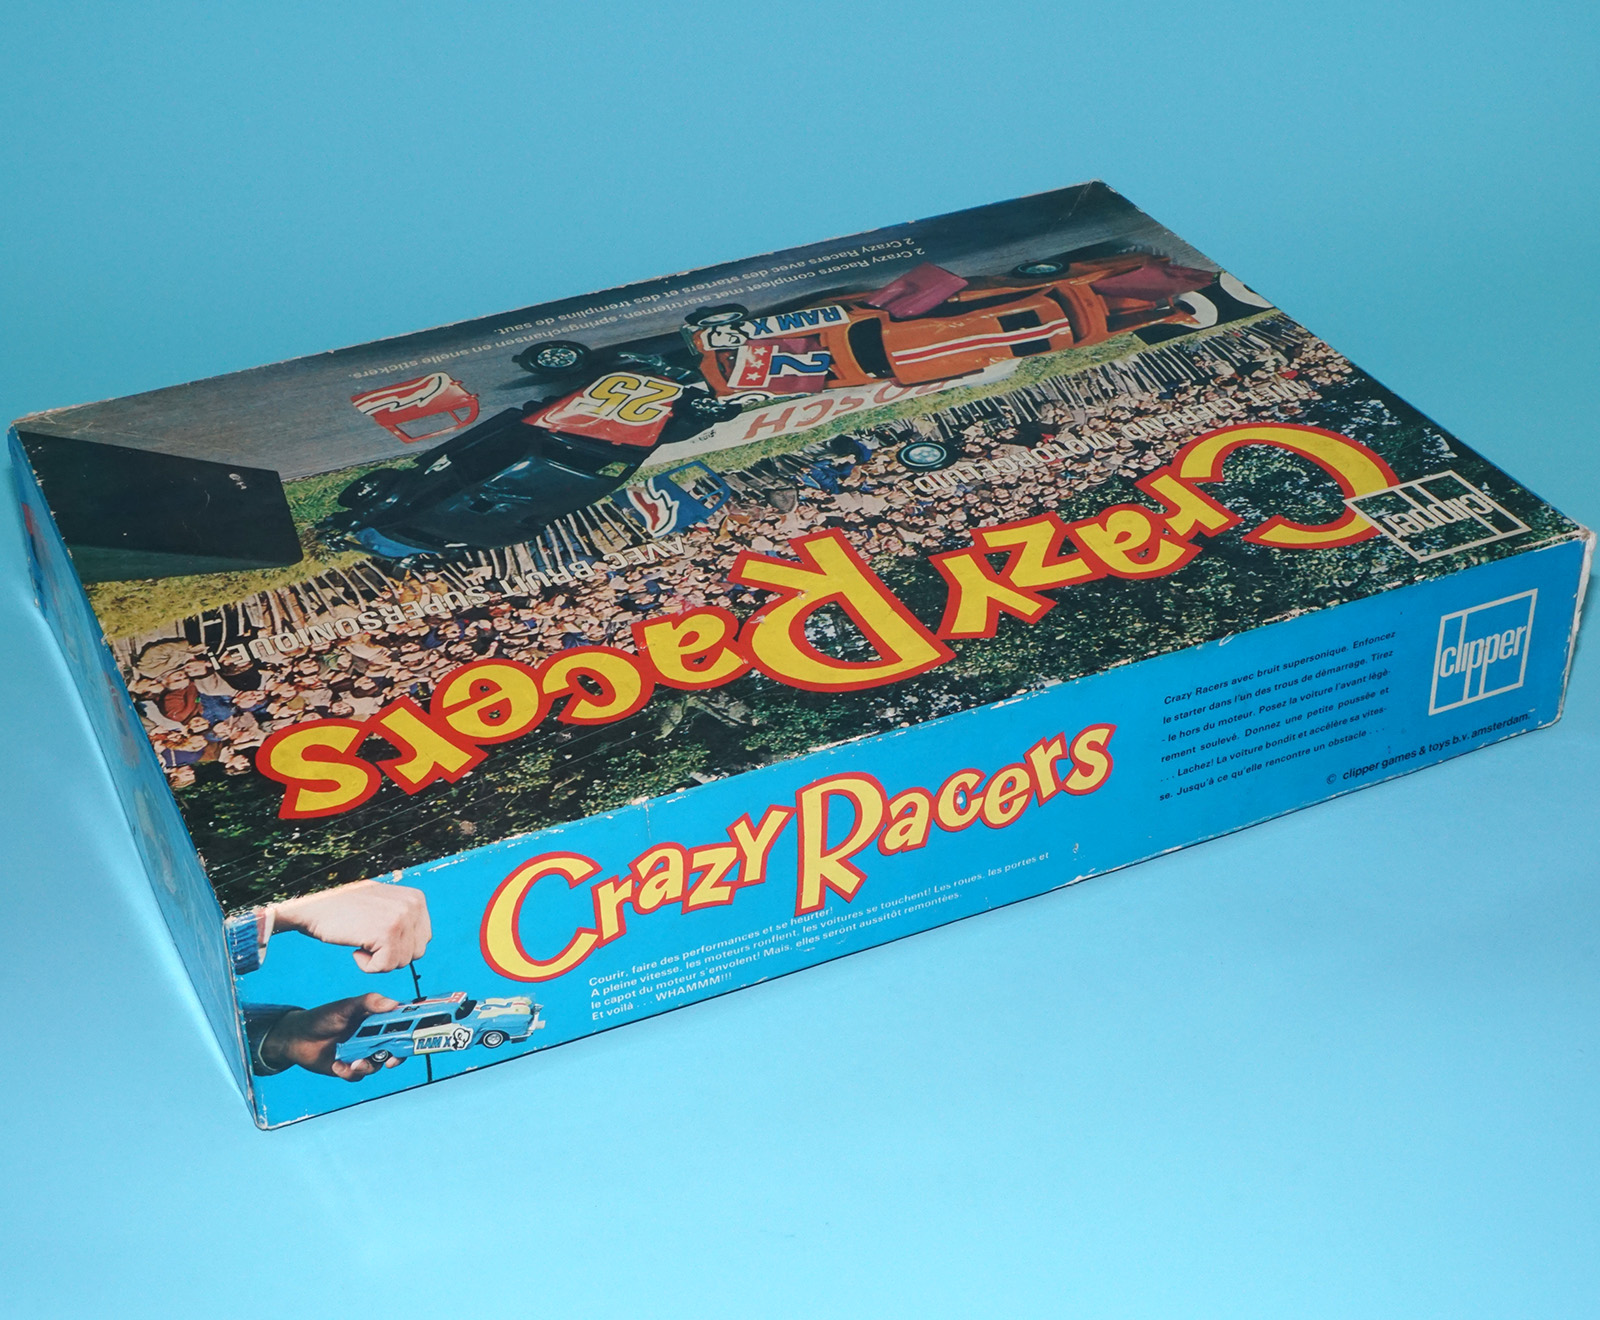 clipper
Crazy Racers
MET GIEREND MOTORGELUID!
AVEC BRUIT SUPERSONIQUE!
BOSCH
25
2
RAM X
2 Crazy Racers compleet met startriemen, springschansen en snelle stickers.
2 Crazy Racers avec des starters et des tremplins de saut.
Crazy Racers
Courir, faire des performances et se heurter!
A pleine vitesse, les moteurs ronflent, les voitures se touchent! Les roues, les portes et
le capot du moteur s'envolent! Mais, elles seront aussitôt remontées.
Et voilà . . . WHAMMM!!!
RAM X
2
Crazy Racers avec bruit supersonique. Enfoncez
le starter dans l'un des trous de démarrage. Tirez
- le hors du moteur. Posez la voiture l'avant légè-
rement soulevé. Donnez une petite poussée et
. . . Lachez! La voiture bondit et accélère sa vites-
se. Jusqu'à ce qu'elle rencontre un obstacle . . .
clipper
© clipper games & toys b.v. amsterdam.